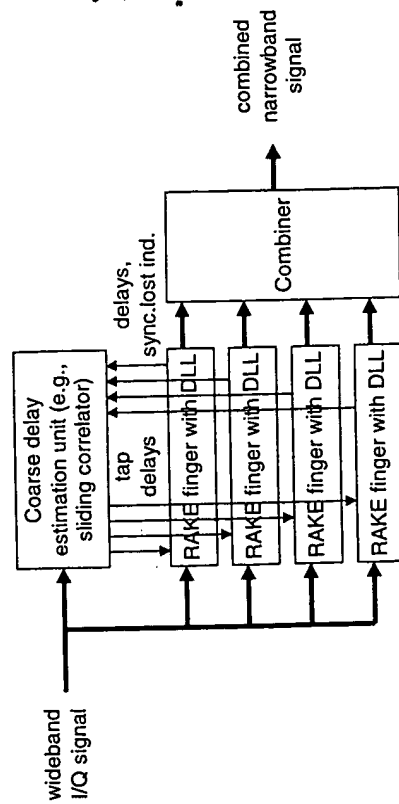 wideband
I/Q signal
Coarse delay
estimation unit (e.g.,
sliding correlator)
tap
delays
delays,
sync.lost ind.
RAKE finger with DLL
RAKE finger with DLL
RAKE finger with DLL
RAKE finger with DLL
Combiner
combined
narrowband
signal